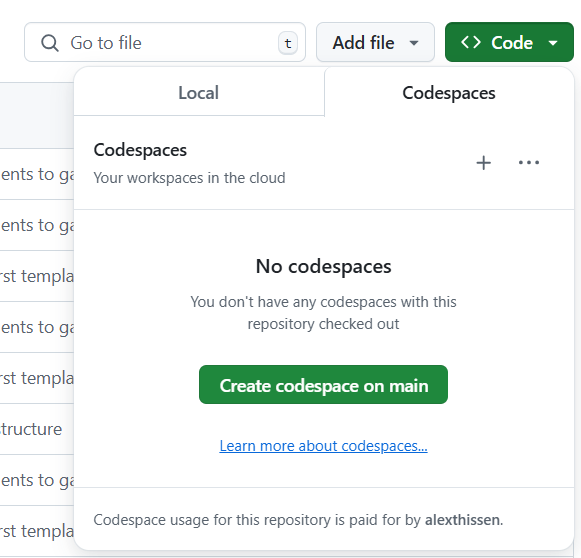 Go to file
t
Add file
Code
Local
Codespaces
Codespaces
Your workspaces in the cloud
ents to ga
ents to ga
rst templa
ents to ga
rst templa
structure
ents to ga
rst templa
No codespaces
You don't have any codespaces with this
repository checked out
Create codespace on main
Learn more about codespaces...
Codespace usage for this repository is paid for by alexthissen.